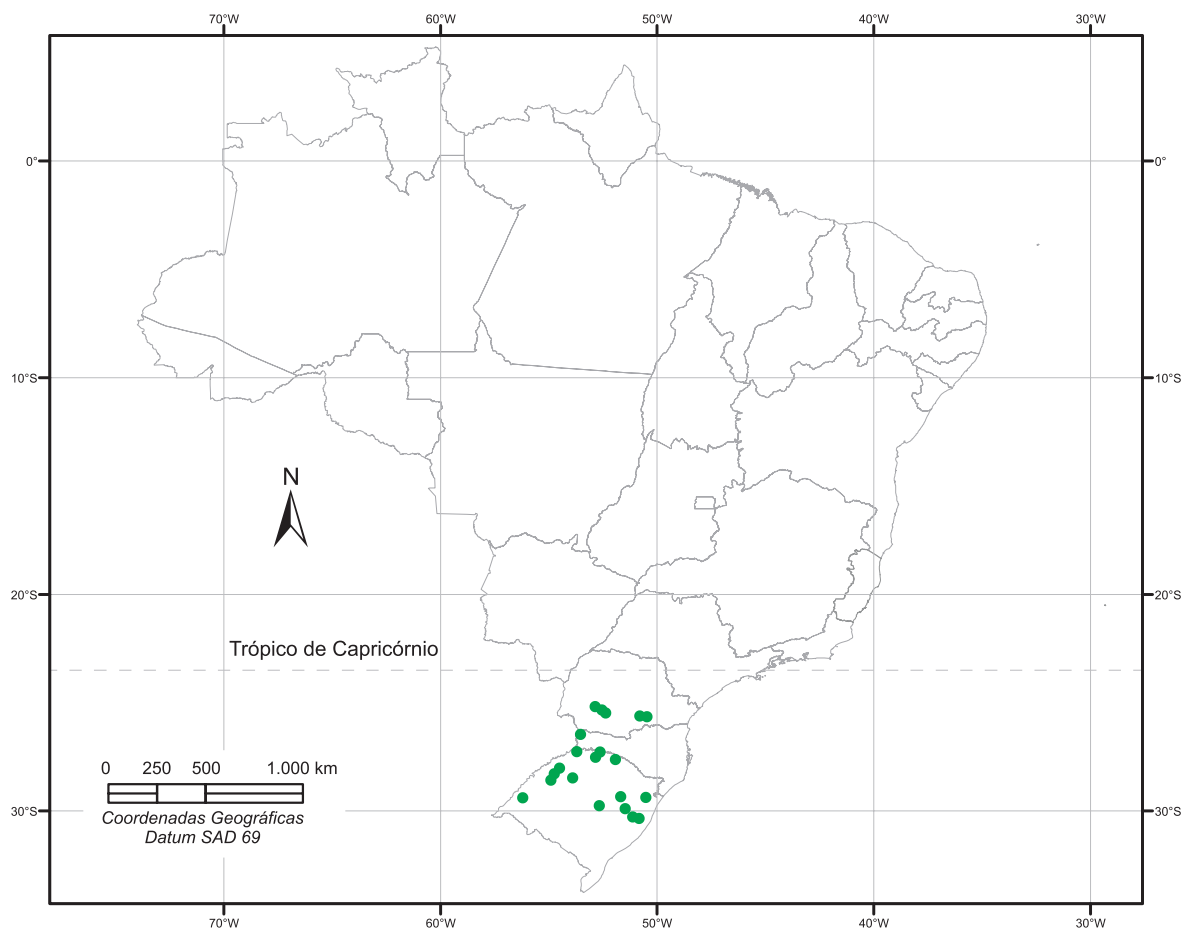 70°W 60°W 50°W 40°W 30°W
0° 0°
10°S 10°S
N
20°S 20°S
Trópico de Capricórnio
0 250 500 1.000 km
30°S 30°S
Coordenadas Geográficas
Datum SAD 69
70°W 60°W 50°W 40°W 30°W